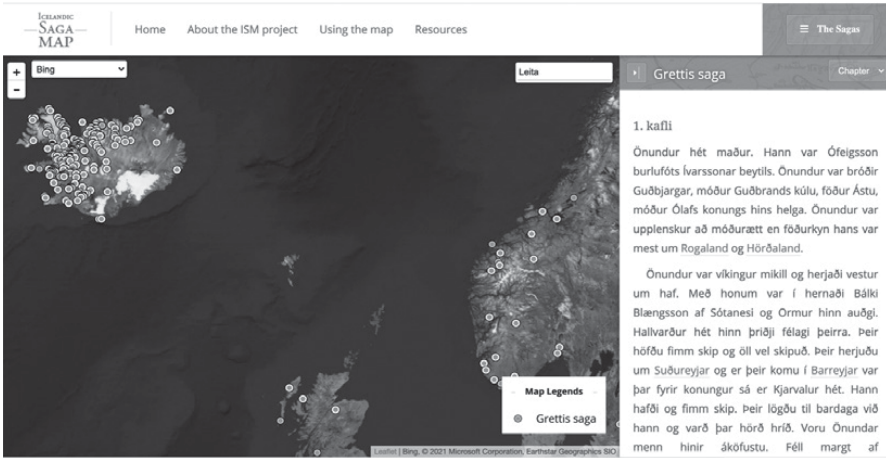 ICELANDIC
SAGA
MAP
Home About the ISM project Using the map Resources
☰ The Sagas
+
-
Bing
Leita
Grettis saga
Chapter
1. kafli
Önundur hét maður. Hann var Ófeigsson
burlufóts Ívarssonar beytils. Önundur var bróðir
Guðbjargar, móður Guðbrands kúlu, föður Ástu,
móður Ólafs konungs hins helga. Önundur var
upplenskur að móðurætt en föðurkyn hans var
mest um Rogaland og Hörðaland.
Önundur var víkingur mikill og herjaði vestur
um haf. Með honum var í hernaði Bálki
Blængsson af Sótanesi og Ormur hinn auðgi.
Hallvarður hét hinn þriðji félagi þeirra. Þeir
höfðu fimm skip og öll vel skipuð. Þeir herjuðu
um Suðureyjar og er þeir komu í Barreyjar var
þar fyrir konungur sá er Kjarvalur hét. Hann
hafði og fimm skip. Þeir lögðu til bardaga við
hann og varð þar hörð hríð. Voru Önundar
menn hinir áköfustu. Féll margt af
Map Legends
Grettis saga
Leaflet | Bing, © 2021 Microsoft Corporation, Earthstar Geographics SIO